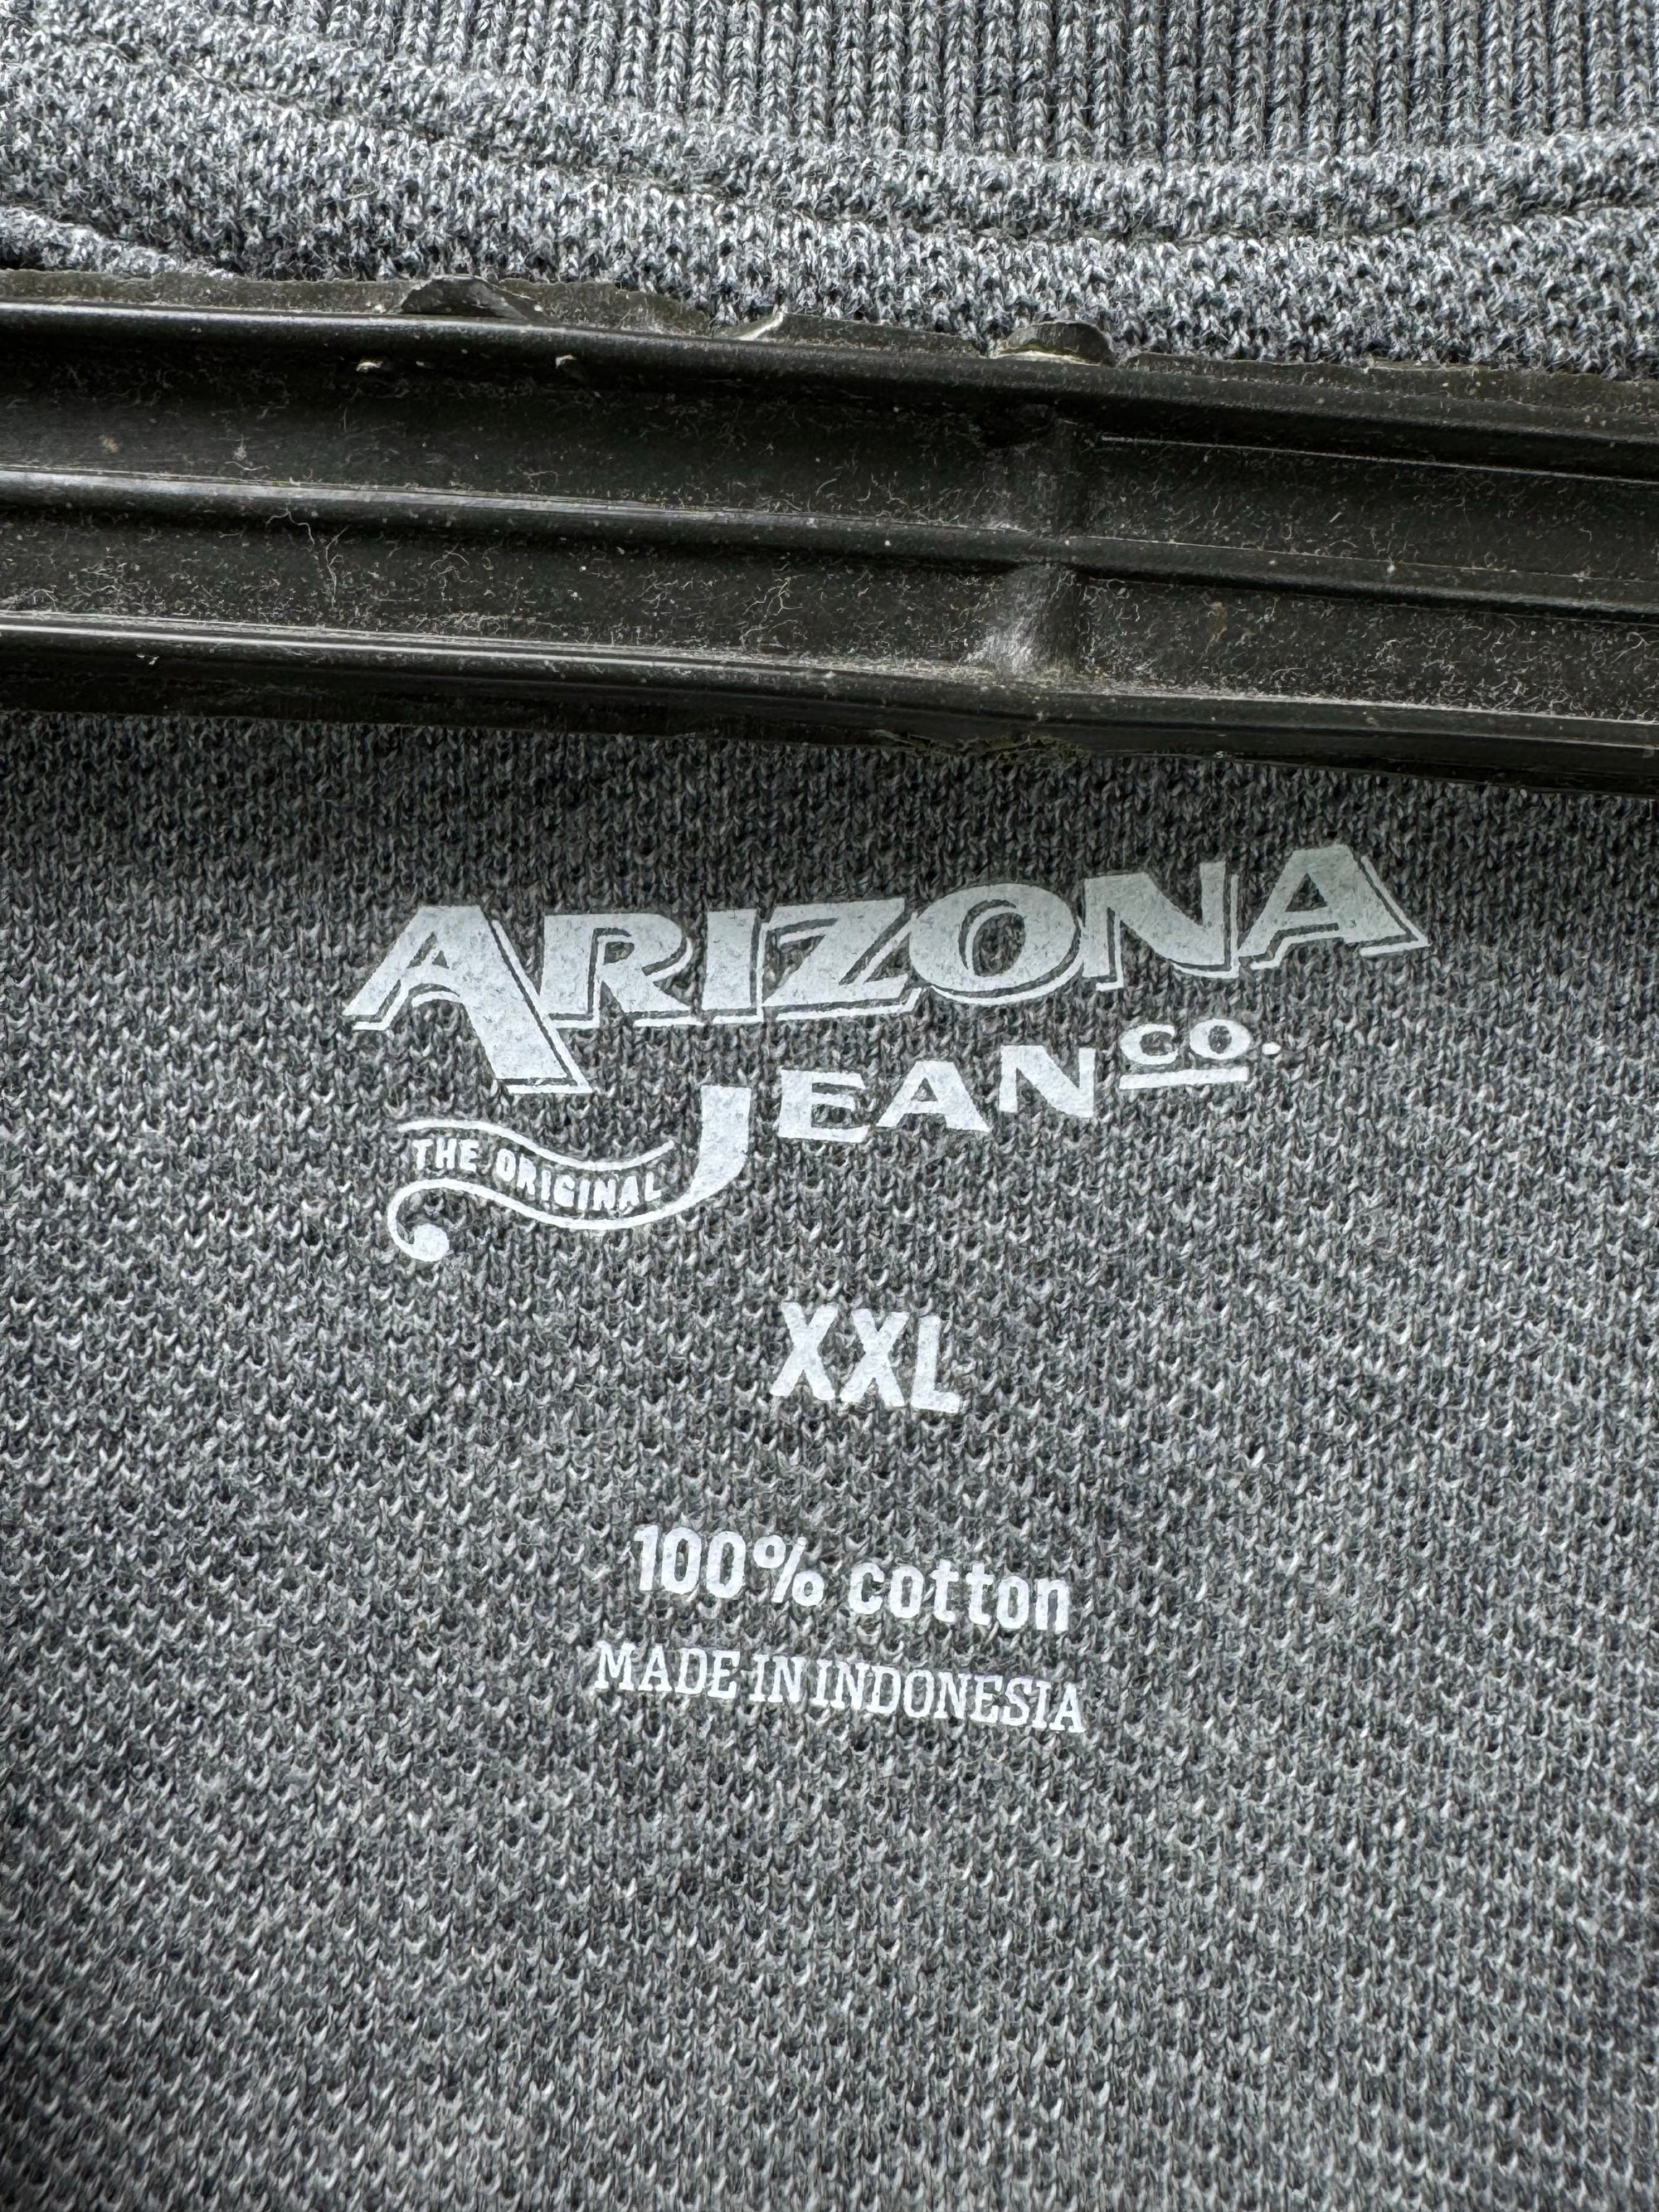 ARIZONA
JEAN CO.
THE ORIGINAL
XXL
100% cotton
MADE IN INDONESIA